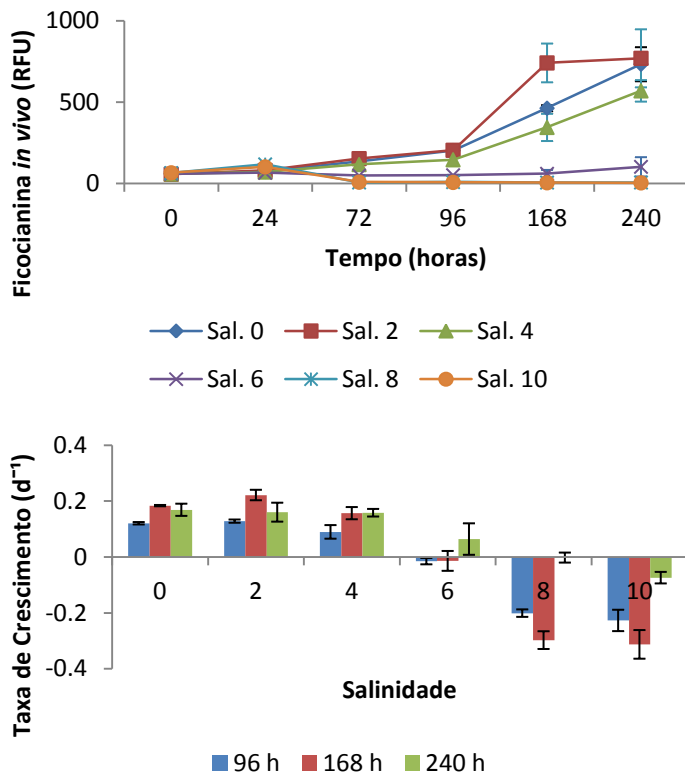 Ficocianina in vivo (RFU)
1000
500
0
0 24 72 96 168 240
Tempo (horas)
Sal. 0 Sal. 2 Sal. 4
Sal. 6 Sal. 8 Sal. 10
Taxa de Crescimento (d⁻¹)
0.4
0.2
0
-0.2
-0.4
0 2 4 6 8 10
Salinidade
96 h 168 h 240 h